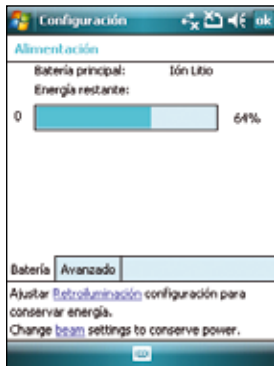 Configuración ok
Alimentación
Batería principal: Ión Litio
Energía restante:
0 64%
Batería Avanzado
Ajustar Retroiluminación configuración para
conservar energía.
Change beam settings to conserve power.